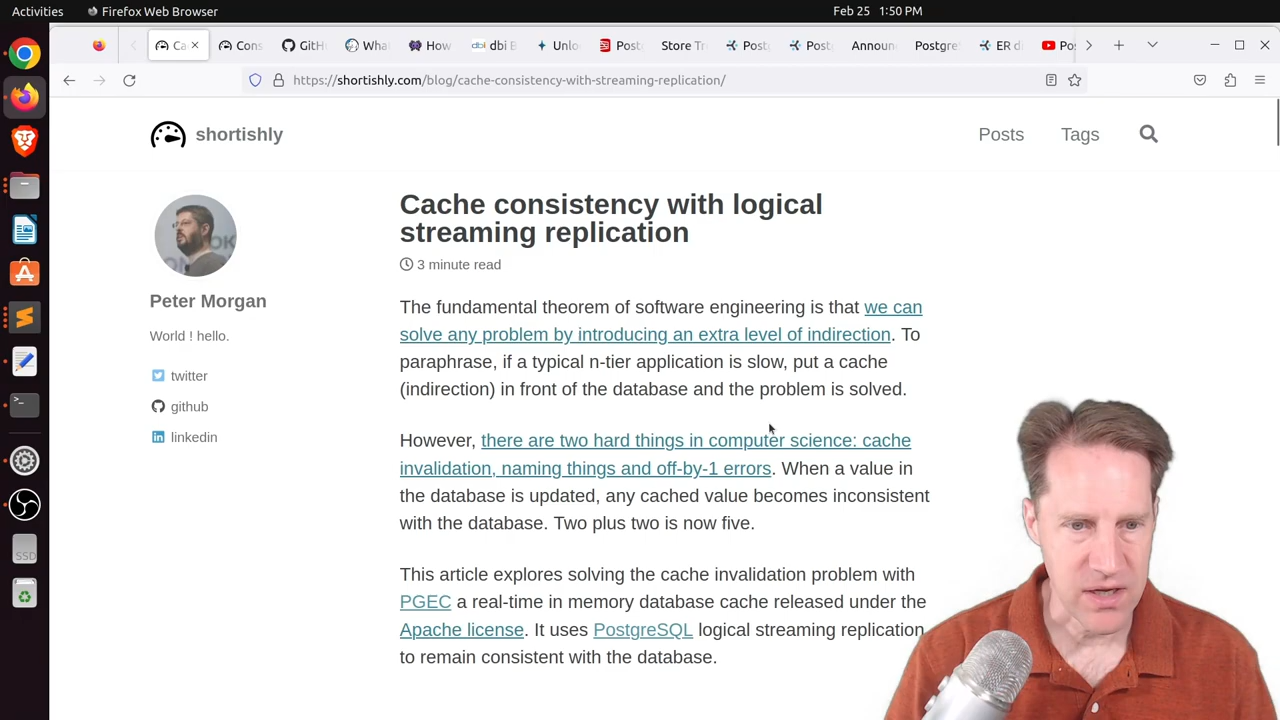 Activities
Firefox Web Browser
Feb 25 1:50 PM
Ca
Cons
GitH
What
How
dbi dbi E
Unlo
Posto
Store Tr
Post
Post
Announ
Postgre
ER d
Po
https://shortishly.com/blog/cache-consistency-with-streaming-replication/
shortishly
Posts
Tags
Peter Morgan
World ! hello.
twitter
github
linkedin
Cache consistency with logical
streaming replication
3 minute read
The fundamental theorem of software engineering is that we can
solve any problem by introducing an extra level of indirection. To
paraphrase, if a typical n-tier application is slow, put a cache
(indirection) in front of the database and the problem is solved.
However, there are two hard things in computer science: cache
invalidation, naming things and off-by-1 errors. When a value in
the database is updated, any cached value becomes inconsistent
with the database. Two plus two is now five.
This article explores solving the cache invalidation problem with
PGEC a real-time in memory database cache released under the
Apache license. It uses PostgreSQL logical streaming replication
to remain consistent with the database.
SSD